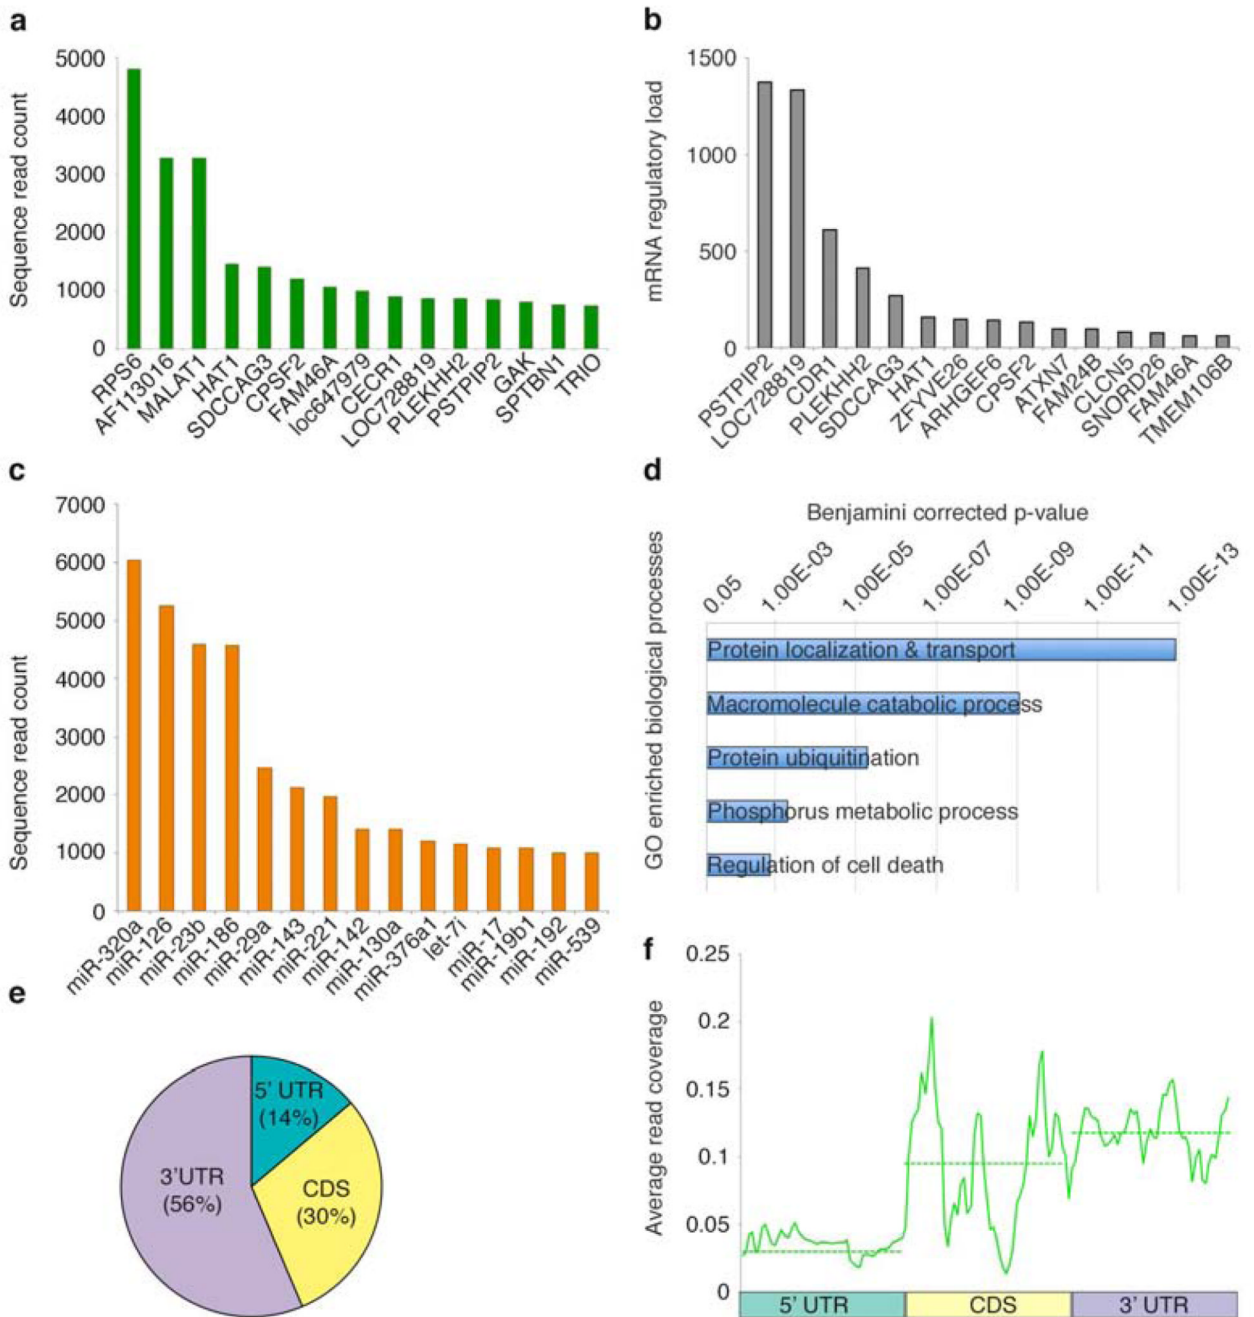 a
Sequence read count
5000
4000
3000
2000
1000
0
RPS6
AF113016
MALAT1
HAT1
SDCCAG3
CPSF2
FAM46A
loc647979
CECR1
LOC728819
PLEKHH2
PSTPIP2
GAK
SPTBN1
TRIO
b
mRNA regulatory load
1500
1000
500
0
PSTPIP2
LOC728819
CDR1
PLEKHH2
SDCCAG3
HAT1
ZFYVE26
ARHGEF6
CPSF2
ATXN7
FAM24B
CLCN5
SNORD26
FAM46A
TMEM106B
c
Sequence read count
7000
6000
5000
4000
3000
2000
1000
0
miR-320a
miR-126
miR-23b
miR-186
miR-29a
miR-143
miR-221
miR-142
miR-130a
miR-376a1
let-7i
miR-17
miR-19b1
miR-192
miR-539
d
Benjamini corrected p-value
GO enriched biological processes
0.05
1.00E-03
1.00E-05
1.00E-07
1.00E-09
1.00E-11
1.00E-13
Protein localization & transport
Macromolecule catabolic process
Protein ubiquitination
Phosphorus metabolic process
Regulation of cell death
e
5' UTR
(14%)
3'UTR
(56%)
CDS
(30%)
f
Average read coverage
0.25
0.2
0.15
0.1
0.05
0
5' UTR
CDS
3' UTR